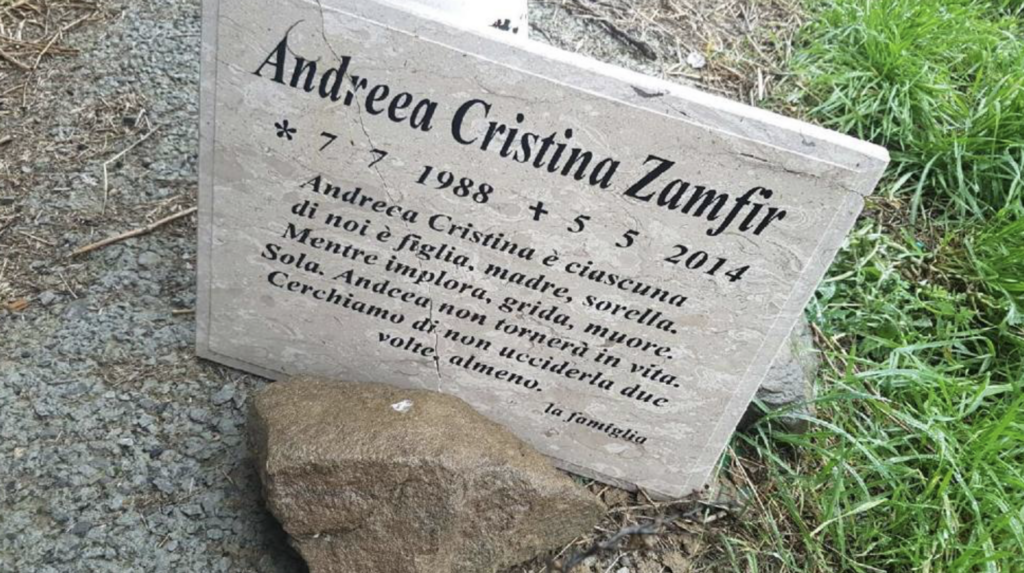 Andreea Cristina Zamfir
* 7 7 1988 + 5 5 2014
Andreea Cristina è ciascuna
di noi è figlia, madre, sorella.
Mentre implora, grida, muore.
Sola. Andeea non tornerà in vita.
Cerchiamo di non ucciderla due
volte, almeno.
la famiglia